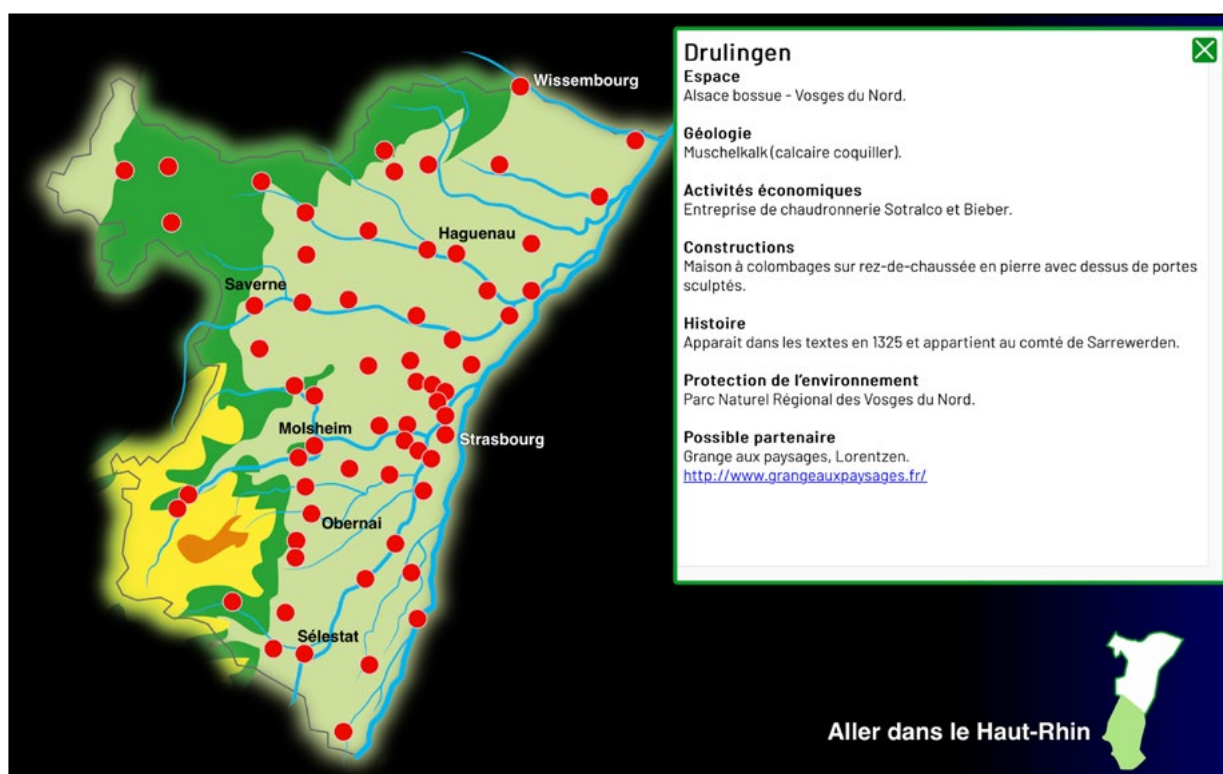 Wissembourg
Haguenau
Saverne
Molsheim
Strasbourg
Obernai
Sélestat
Drulingen
Espace
Alsace bossue - Vosges du Nord.
Géologie
Muschelkalk (calcaire coquiller).
Activités économiques
Entreprise de chaudronnerie Sotralco et Bieber.
Constructions
Maison à colombages sur rez-de-chaussée en pierre avec dessus de portes
sculptés.
Histoire
Apparait dans les textes en 1325 et appartient au comté de Sarrewerden.
Protection de l'environnement
Parc Naturel Régional des Vosges du Nord.
Possible partenaire
Grange aux paysages, Lorentzen.
http://www.grangeauxpaysages.fr/
Aller dans le Haut-Rhin